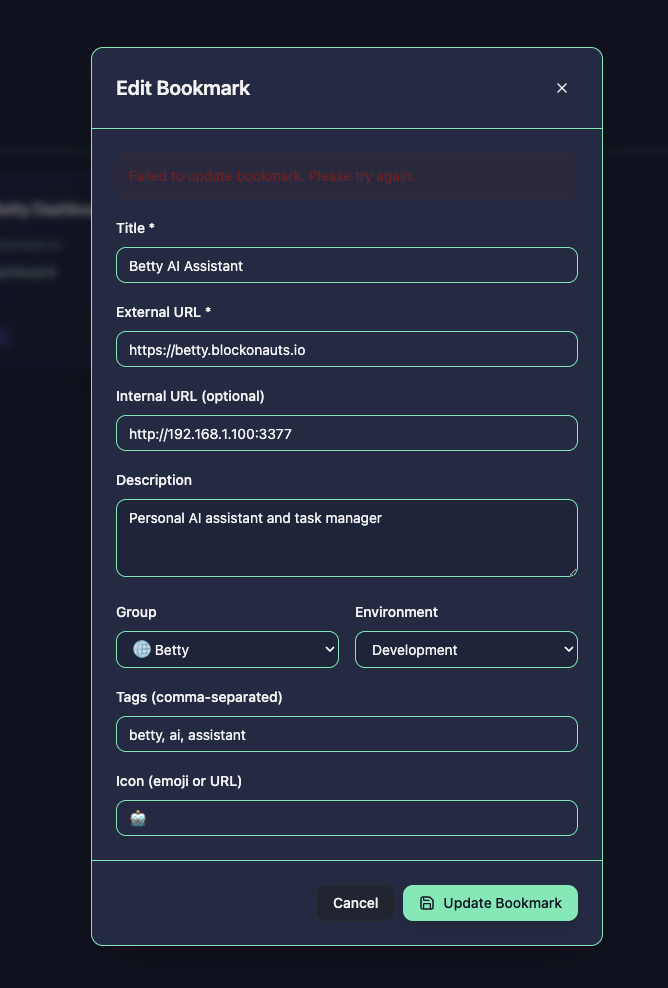 Edit Bookmark
Failed to update bookmark. Please try again.
Title *
Betty AI Assistant
External URL *
https://betty.blockonauts.io
Internal URL (optional)
http://192.168.1.100:3377
Description
Personal AI assistant and task manager
Group
Environment
Betty
Development
Tags (comma-separated)
betty, ai, assistant
Icon (emoji or URL)
🤖
Cancel
Update Bookmark